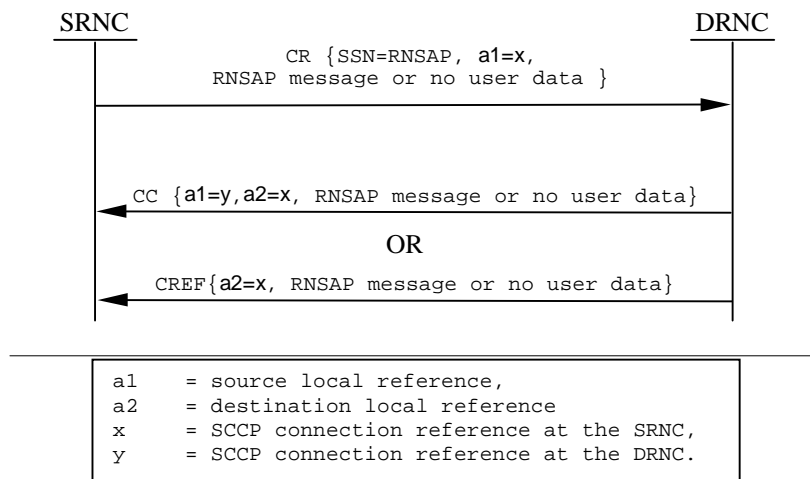 SRNC DRNC
CR {SSN=RNSAP, a1=x,
RNSAP message or no user data }
CC {a1=y,a2=x, RNSAP message or no user data}
OR
CREF{a2=x, RNSAP message or no user data}
a1 = source local reference,
a2 = destination local reference
x = SCCP connection reference at the SRNC,
y = SCCP connection reference at the DRNC.